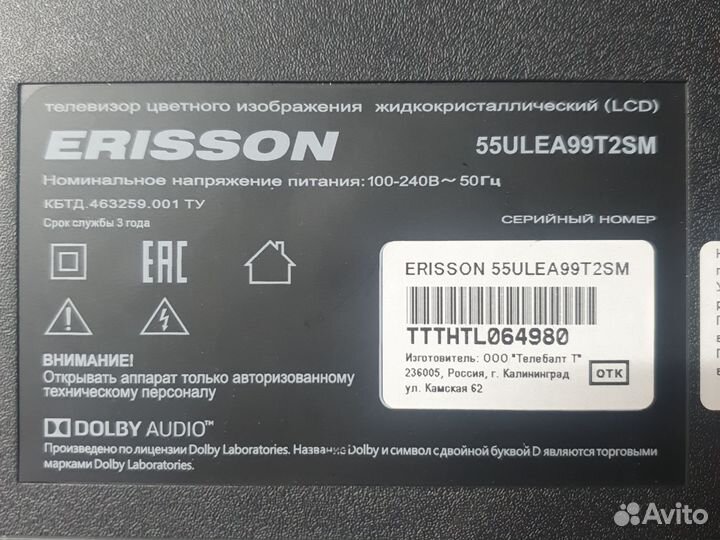 телевизор цветного изображения жидкокристаллический (LCD)
ERISSON 55ULEA99T2SM
Номинальное напряжение питания: 100-240В ~ 50Гц
КБТД.463259.001 ТУ
Срок службы 3 года
СЕРИЙНЫЙ НОМЕР
EAC
ERISSON 55ULEA99T2SM
TTTHTL064980
Изготовитель: ООО "Телебалт Т"
236005, Россия, г. Калининград
ул. Камская 62
ОТК
ВНИМАНИЕ!
Открывать аппарат только авторизованному
техническому персоналу
DOLBY AUDIO™
Произведено по лицензии Dolby Laboratories. Название Dolby и символ с двойной буквой D являются торговыми
марками Dolby Laboratories.
Avito